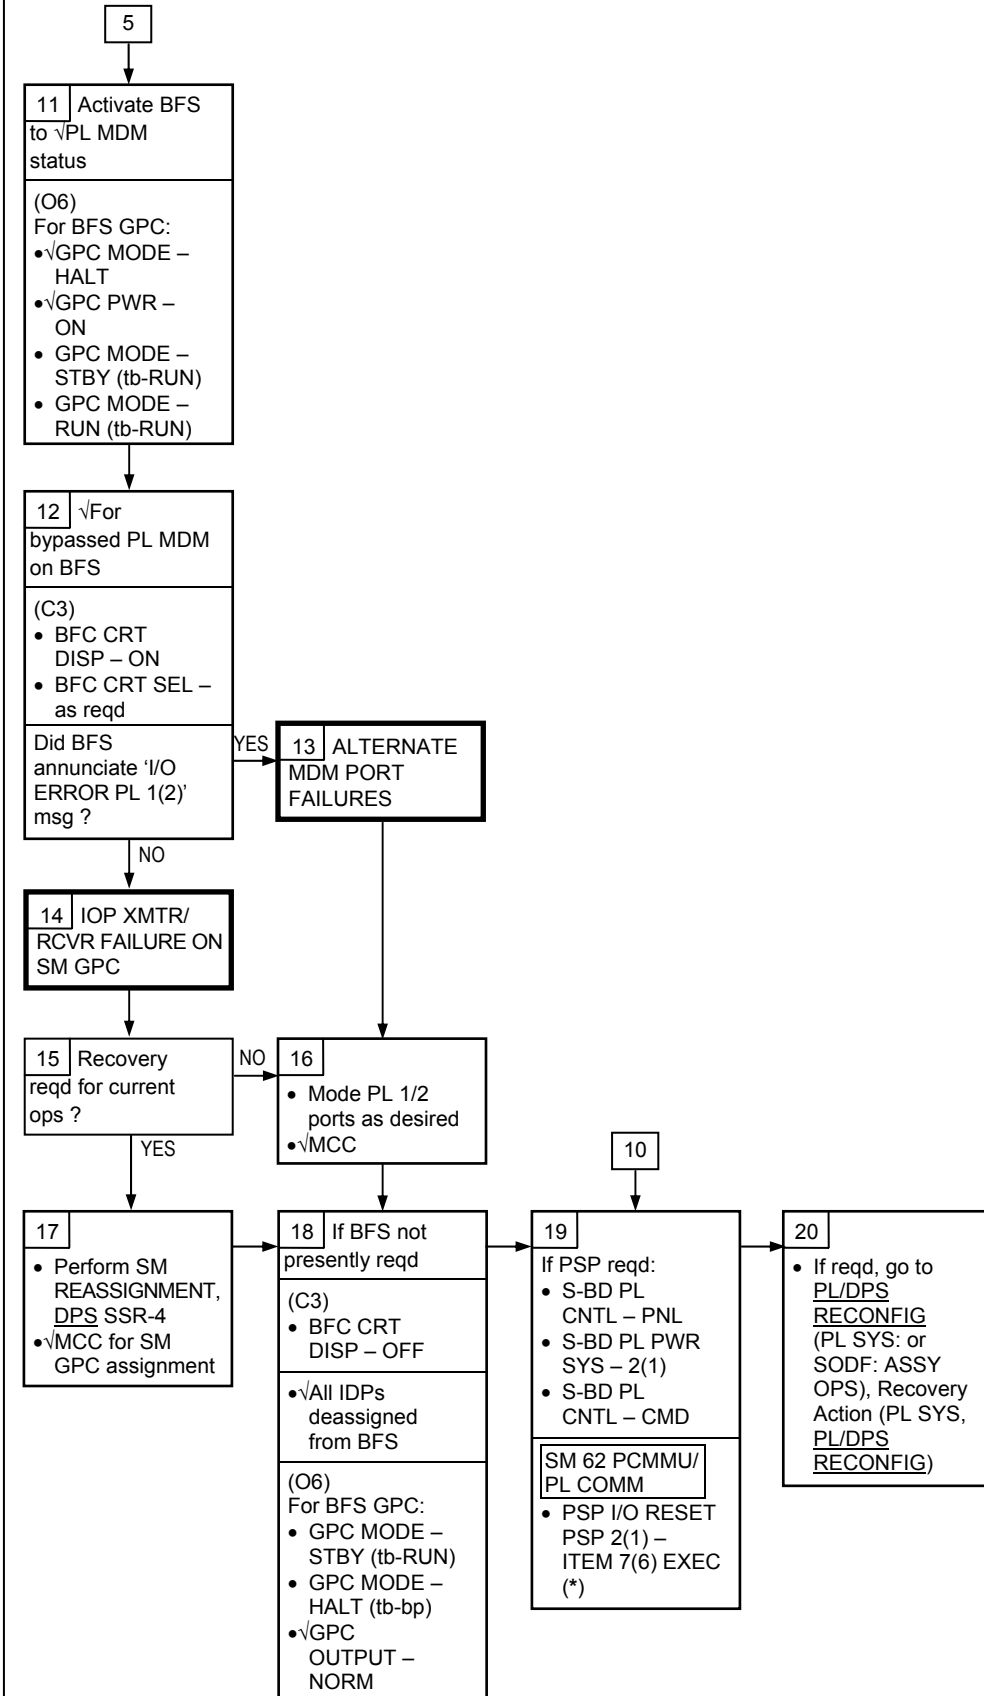 5
11 Activate BFS
to √PL MDM
status
(O6)
For BFS GPC:
•√GPC MODE –
HALT
•√GPC PWR –
ON
• GPC MODE –
STBY (tb-RUN)
• GPC MODE –
RUN (tb-RUN)
12 √For
bypassed PL MDM
on BFS
(C3)
• BFC CRT
DISP – ON
• BFC CRT SEL –
as reqd
Did BFS
annunciate ‘I/O
ERROR PL 1(2)’
msg ?
YES
13 ALTERNATE
MDM PORT
FAILURES
NO
14 IOP XMTR/
RCVR FAILURE ON
SM GPC
15 Recovery
reqd for current
ops ?
NO
16
• Mode PL 1/2
ports as desired
•√MCC
YES
10
17
• Perform SM
REASSIGNMENT,
DPS SSR-4
•√MCC for SM
GPC assignment
18 If BFS not
presently reqd
(C3)
• BFC CRT
DISP – OFF
•√All IDPs
deassigned
from BFS
(O6)
For BFS GPC:
• GPC MODE –
STBY (tb-RUN)
• GPC MODE –
HALT (tb-bp)
•√GPC
OUTPUT –
NORM
19
If PSP reqd:
• S-BD PL
CNTL – PNL
• S-BD PL PWR
SYS – 2(1)
• S-BD PL
CNTL – CMD
SM 62 PCMMU/
PL COMM
• PSP I/O RESET
PSP 2(1) –
ITEM 7(6) EXEC
(*)
20
• If reqd, go to
PL/DPS
RECONFIG
(PL SYS: or
SODF: ASSY
OPS), Recovery
Action (PL SYS,
PL/DPS
RECONFIG)